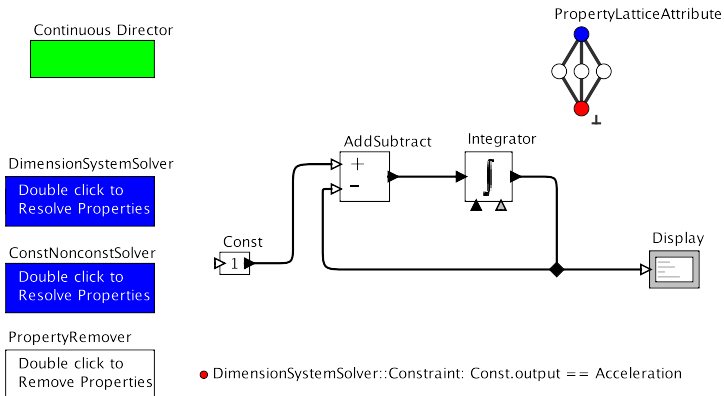 Continuous Director
PropertyLatticeAttribute
⊥
AddSubtract
Integrator
+
−
∫
DimensionSystemSolver
Double click to
Resolve Properties
Const
1
Display
ConstNonconstSolver
Double click to
Resolve Properties
PropertyRemover
Double click to
Remove Properties
DimensionSystemSolver::Constraint: Const.output == Acceleration